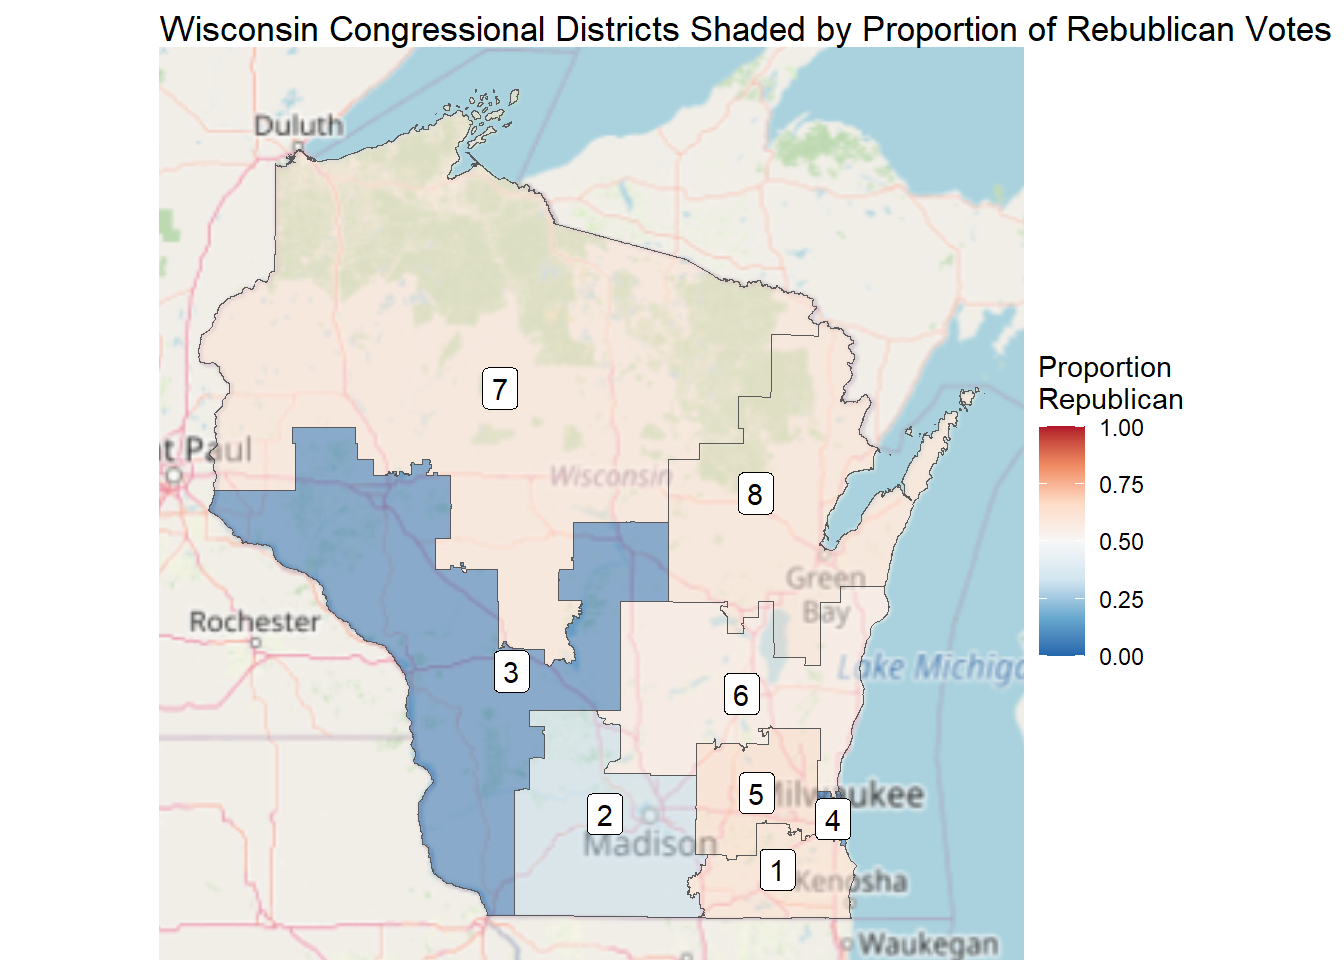 Wisconsin Congressional Districts Shaded by Proportion of Rebublican Votes
Duluth
7
t Paul
Wisconsin
8
Green
Bay
Rochester
3
Lake Michiga
6
5
Milwaukee
4
2
Madison
1
Kenosha
Waukegan
Proportion
Republican
1.00
0.75
0.50
0.25
0.00